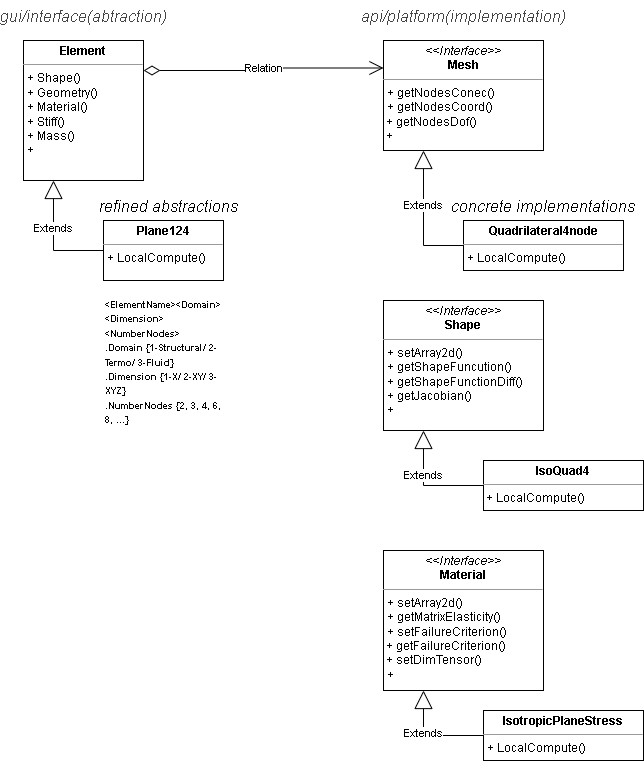 gui/interface(abtraction)
api/platform(implementation)
Element
+ Shape()
+ Geometry()
+ Material()
+ Stiff()
+ Mass()
+
Relation
<<Interface>>
Mesh
+ getNodesConec()
+ getNodesCoord()
+ getNodesDof()
+
Extends
refined abstractions
Plane124
+ LocalCompute()
Extends
concrete implementations
Quadrilateral4node
+ LocalCompute()
<ElementName><Domain>
<Dimension>
<NumberNodes>
.Domain {1-Structural/ 2-
Termo/ 3-Fluid}
.Dimension {1-X/ 2-XY/ 3-
XYZ}
.NumberNodes {2, 3, 4, 6,
8, ...}
<<Interface>>
Shape
+ setArray2d()
+ getShapeFuncution()
+ getShapeFunctionDiff()
+ getJacobian()
+
Extends
IsoQuad4
+ LocalCompute()
<<Interface>>
Material
+ setArray2d()
+ getMatrixElasticity()
+ setFailureCriterion()
+ getFailureCriterion()
+ setDimTensor()
+
Extends
IsotropicPlaneStress
+ LocalCompute()